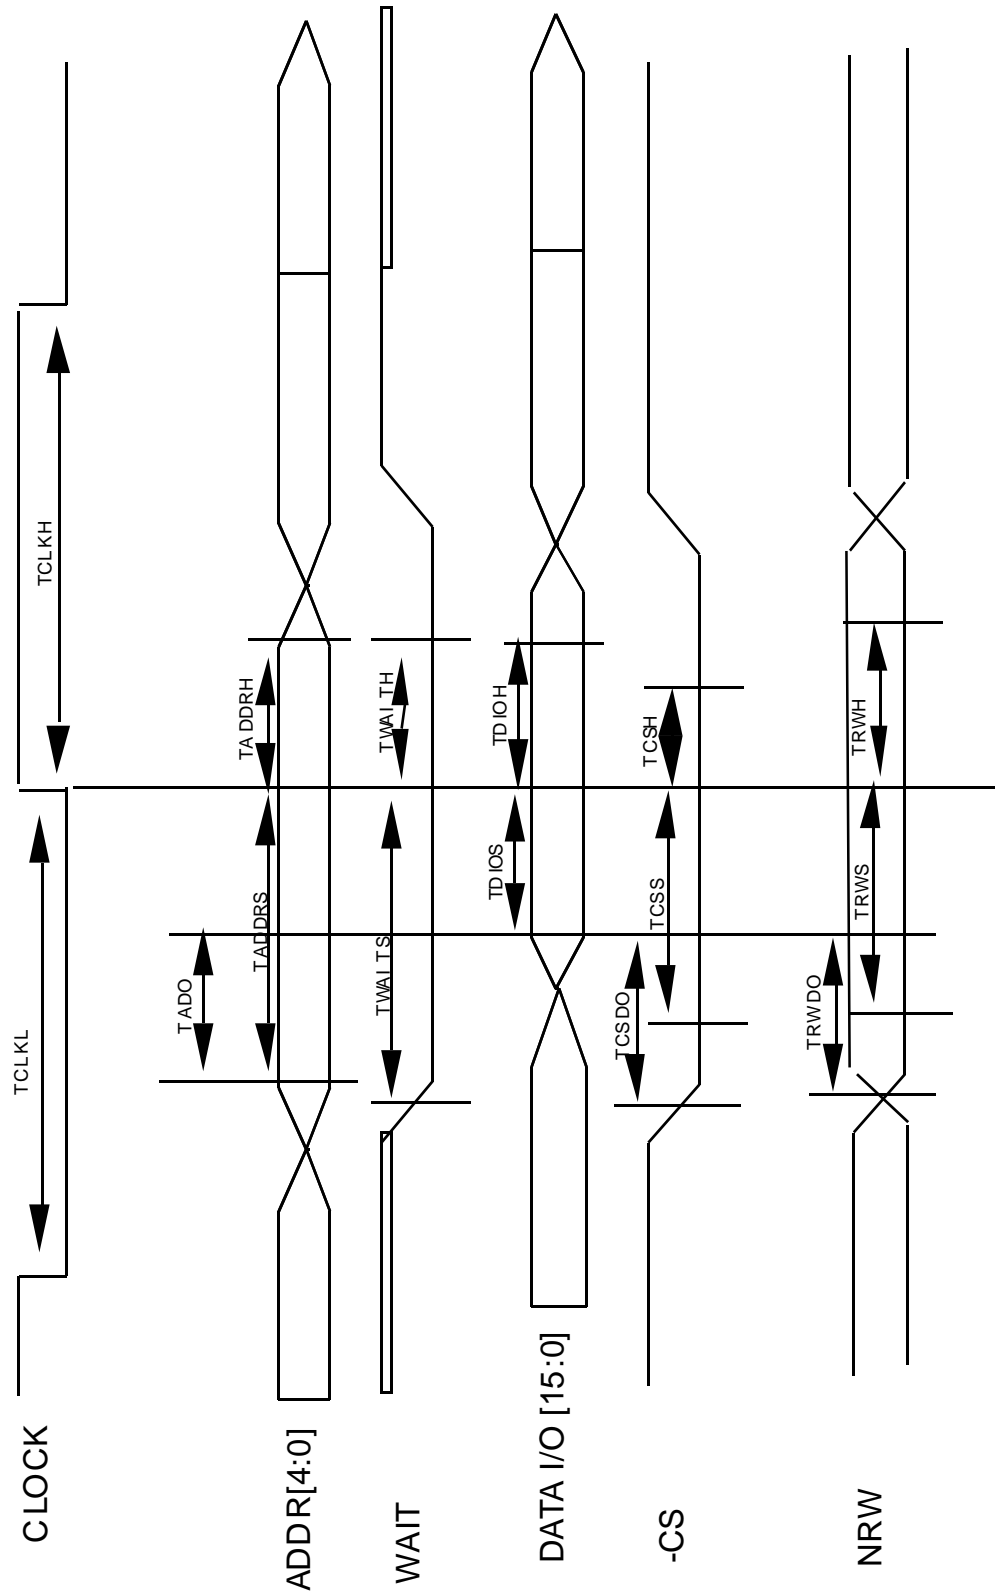 CLOCK
TCLKL
TCLKH
ADDR[4:0]
TADO
TADDRS
TADDRH
WAIT
TWAITS
TWAITH
DATA I/O [15:0]
TDIOS
TDIOH
-CS
TCSDO
TCSS
TCSH
NRW
TRWDO
TRWS
TRWH